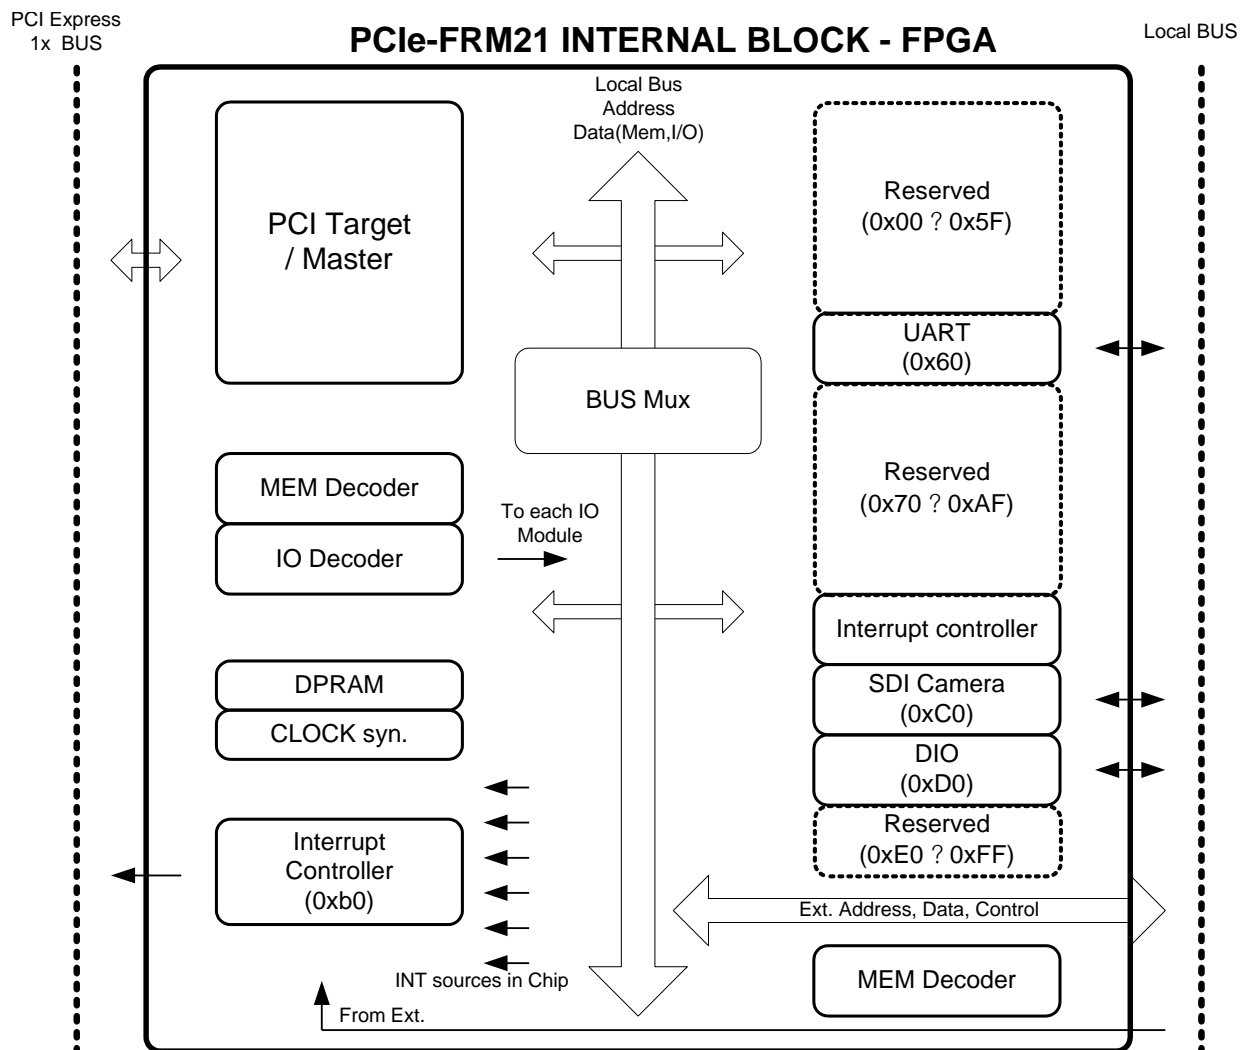 PCI Express
1x  BUS
PCIe-FRM21 INTERNAL BLOCK - FPGA
Local BUS
Local Bus
Address
Data(Mem,I/O)
PCI Target
/ Master
Reserved
(0x00 ? 0x5F)
UART
(0x60)
BUS Mux
Reserved
(0x70 ? 0xAF)
MEM Decoder
IO Decoder
To each IO
Module
Interrupt controller
DPRAM
CLOCK syn.
SDI Camera
(0xC0)
DIO
(0xD0)
Interrupt
Controller
(0xb0)
Reserved
(0xE0 ? 0xFF)
Ext. Address, Data, Control
INT sources in Chip
MEM Decoder
From Ext.